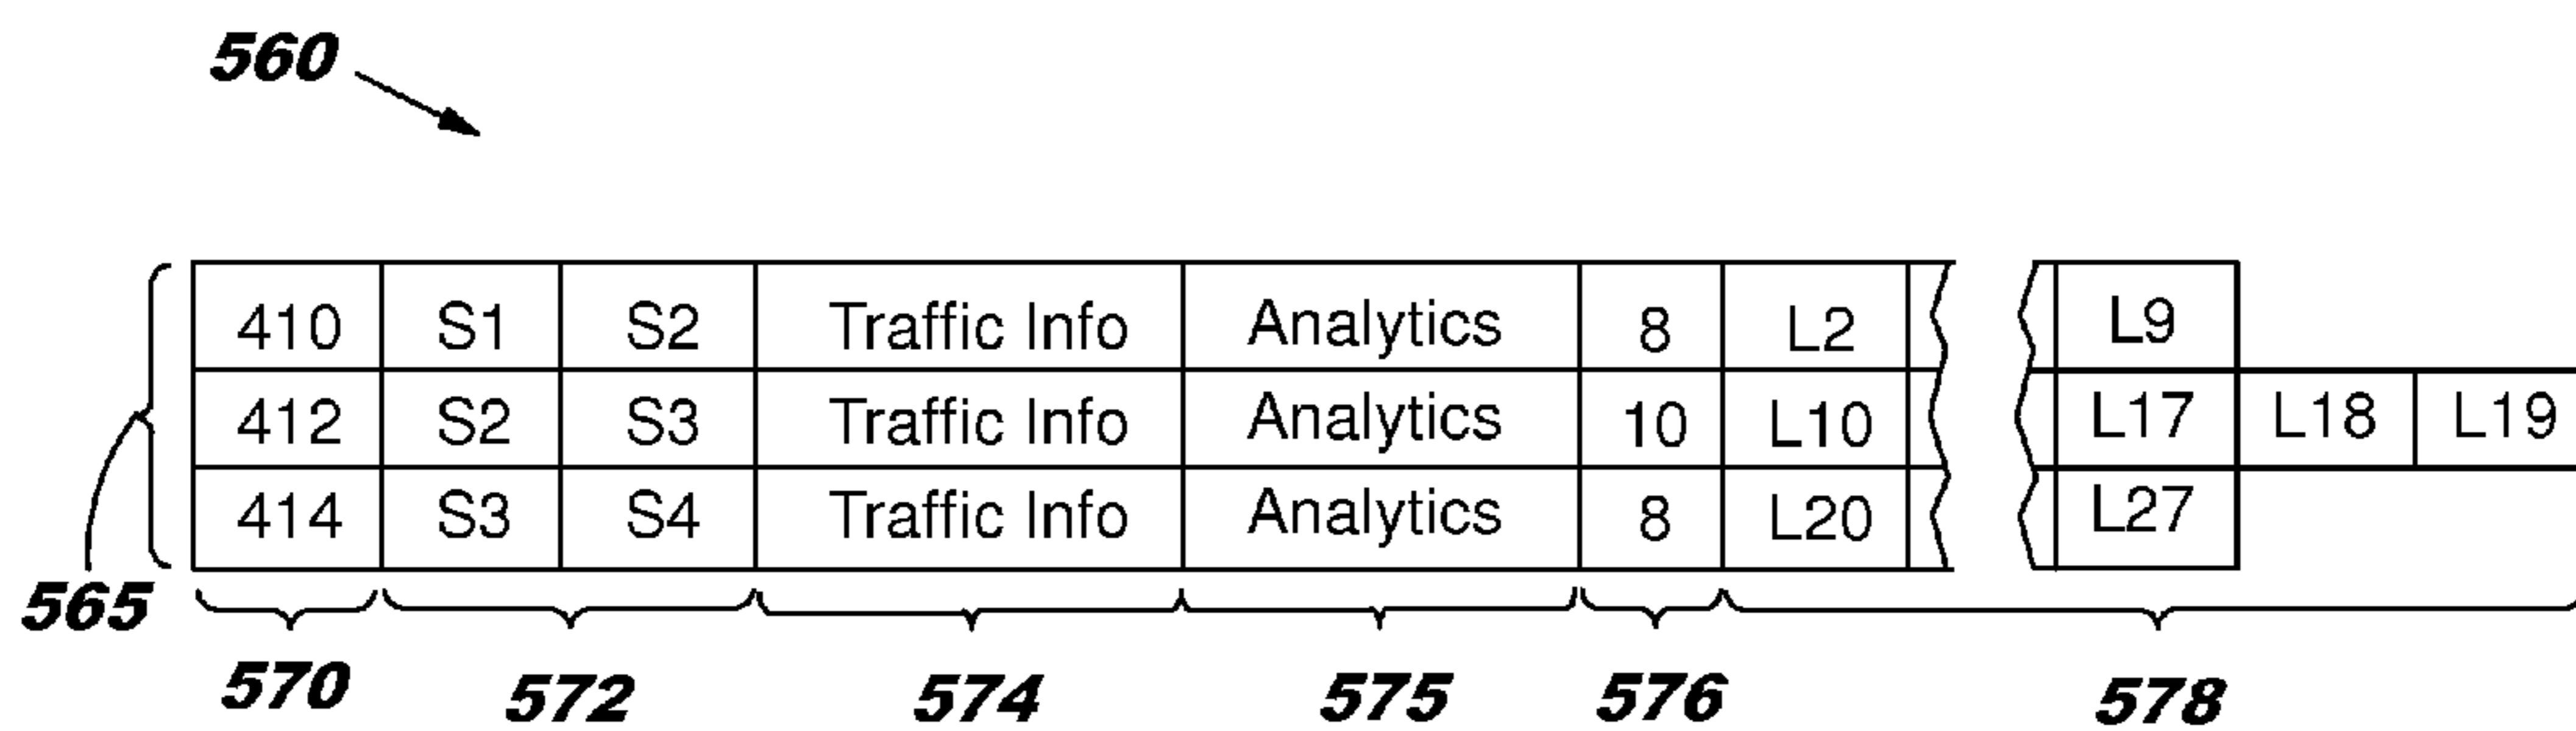 560
410 S1 S2 Traffic Info Analytics 8 L2 L9
412 S2 S3 Traffic Info Analytics 10 L10 L17 L18 L19
414 S3 S4 Traffic Info Analytics 8 L20 L27
565
570 572 574 575 576 578